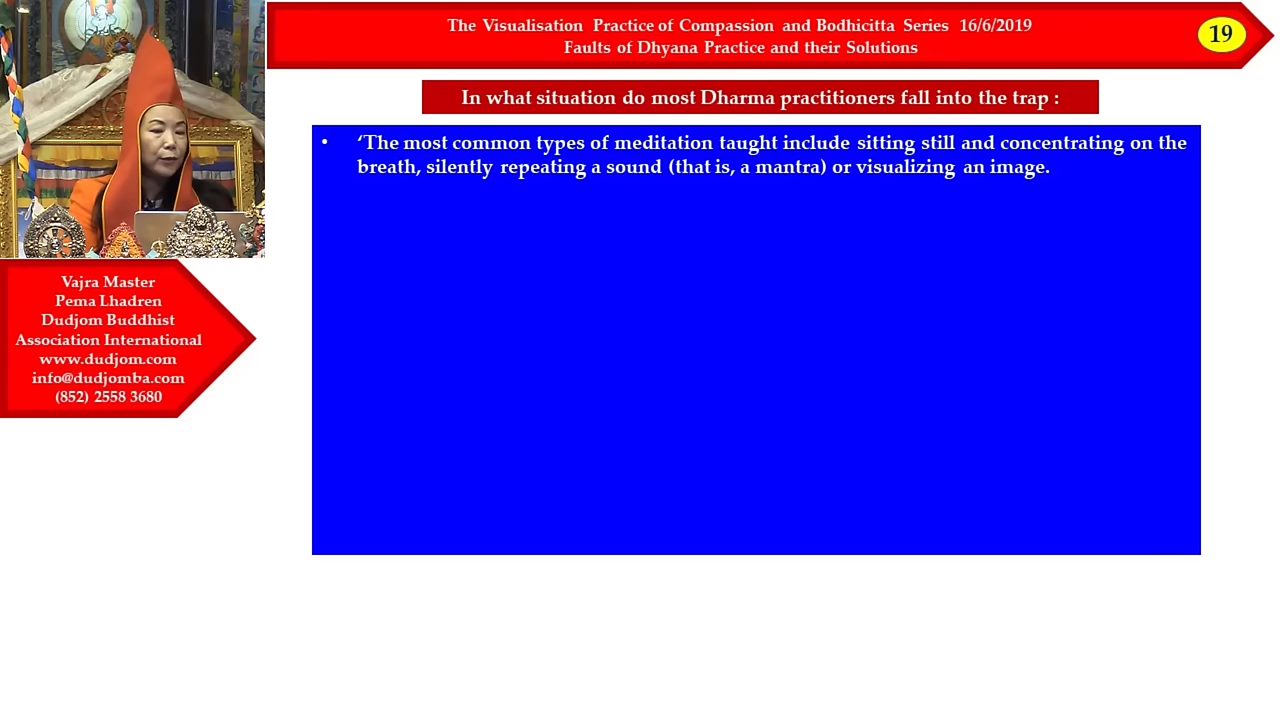 The Visualisation Practice of Compassion and Bodhicitta Series 16/6/2019
Faults of Dhyana Practice and their Solutions
19
In what situation do most Dharma practitioners fall into the trap :
• ‘The most common types of meditation taught include sitting still and concentrating on the
breath, silently repeating a sound (that is, a mantra) or visualizing an image.
Vajra Master
Pema Lhadren
Dudjom Buddhist
Association International
www.dudjom.com
info@dudjomba.com
(852) 2558 3680